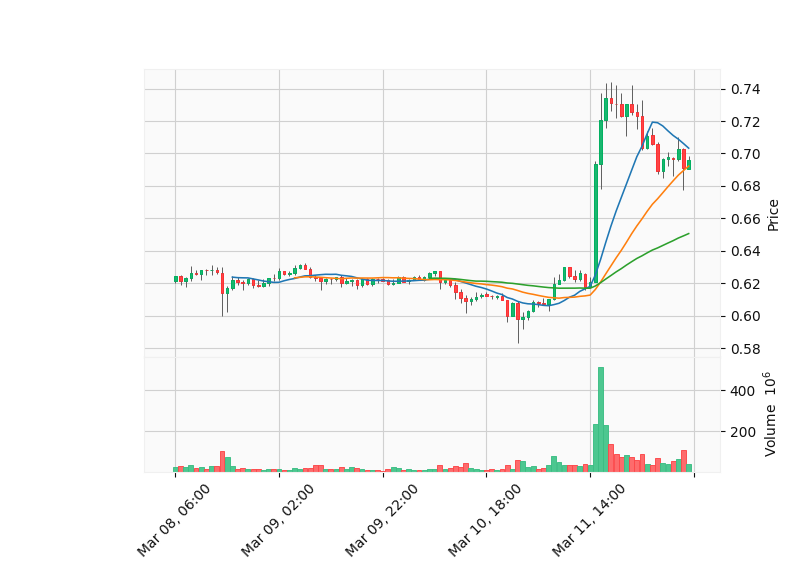 0.74
0.72
0.70
0.68
0.66
0.64
0.62
0.60
0.58
Price
400
200
Volume 10^6
Mar 08, 06:00
Mar 09, 02:00
Mar 09, 22:00
Mar 10, 18:00
Mar 11, 14:00